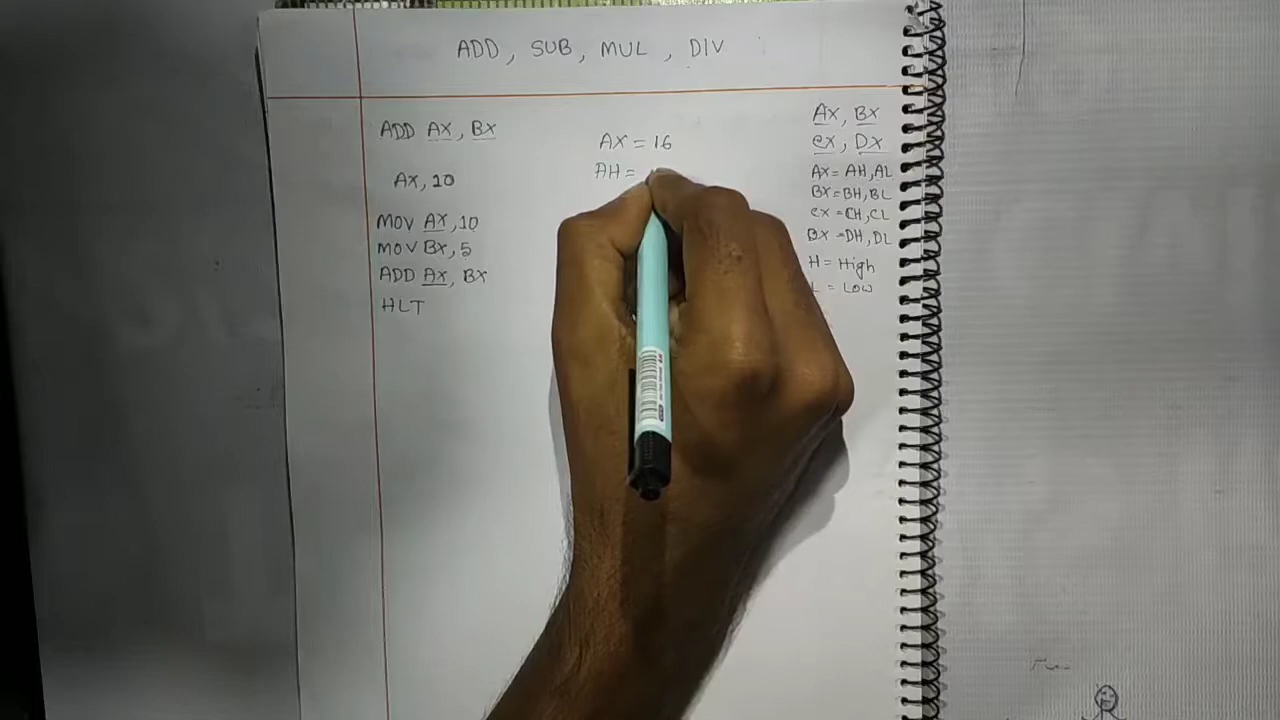 ADD, SUB, MUL, DIV
ADD AX, BX
AX, 10
MOV AX, 10
MOV BX, 5
ADD AX, BX
HLT
AX = 16
AH =
AX, BX
CX, DX
AX = AH, AL
BX = BH, BL
CX = CH, CL
DX = DH, DL
H = High
L = Low